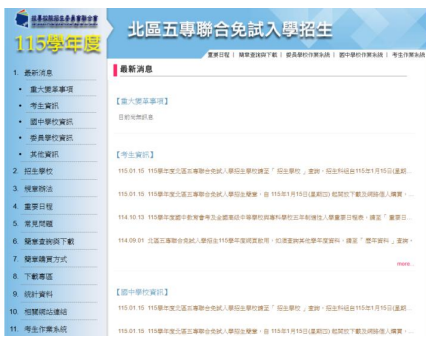 115學年度
北區五專聯合免試入學招生
重要日程 | 簡章查詢與下載 | 委員學校作業系統 | 國中學校作業系統 | 考生作業系統
最新消息
1. 最新消息
• 重大變革事項
• 考生資訊
• 國中學校資訊
• 委員學校資訊
• 其他資訊
2. 招生學校
3. 規章辦法
4. 重要日程
5. 常見問題
6. 簡章查詢與下載
7. 簡章購買方式
8. 下載專區
9. 統計資料
10. 相關網站連結
11. 考生作業系統
【重大變革事項】
目前尚無訊息
【考生資訊】
115.01.15 115學年度北區五專聯合免試入學招生學校請至「 招生學校 」查詢，招生科組自115年1月15日(星期...
115.01.15 115學年度北區五專聯合免試入學招生簡章，自 115年1月15日(星期四) 起開放下載及網路個人購買，...
114.10.13 115學年度國中教育會考及全國高級中等學校與專科學校五年制適性入學重要日程表，請至「 重要日...
114.09.01 北區五專聯合免試入學招生115學年度網頁啟用，如須查詢其他學年度資料，請至「 歷年資料 」查詢。
more...
【國中學校資訊】
115.01.15 115學年度北區五專聯合免試入學招生學校請至「 招生學校 」查詢，招生科組自115年1月15日(星期...
115.01.15 115學年度北區五專聯合免試入學招生簡章，自 115年1月15日(星期四) 起開放下載及網路個人購買，...